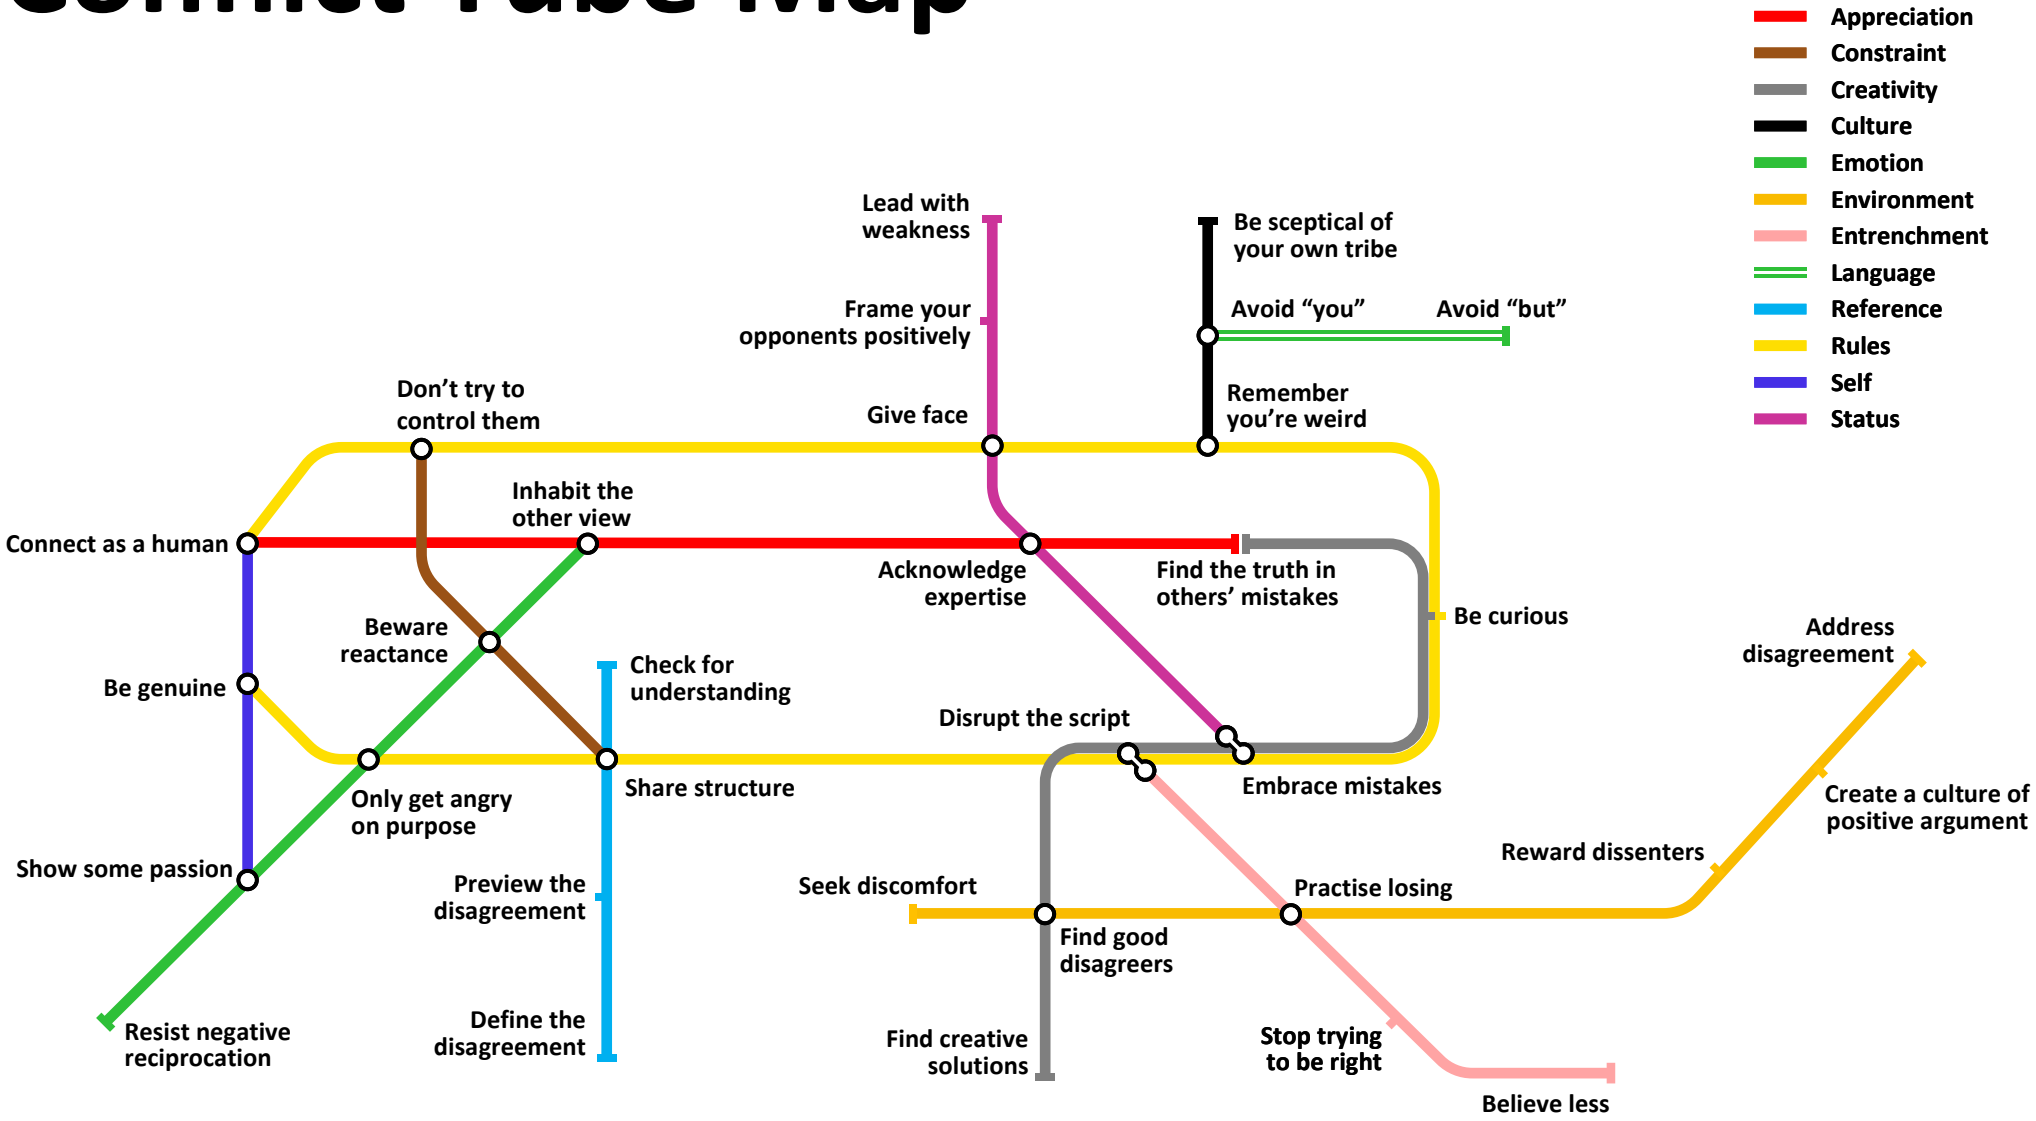 Conflict Tube Map
Appreciation
Constraint
Creativity
Culture
Emotion
Environment
Entrenchment
Language
Reference
Rules
Self
Status
Lead with
weakness
Be sceptical of
your own tribe
Frame your
opponents positively
Avoid “you”
Avoid “but”
Don’t try to
control them
Give face
Remember
you’re weird
Inhabit the
other view
Connect as a human
Acknowledge
expertise
Find the truth in
others’ mistakes
Be curious
Beware
reactance
Address
disagreement
Check for
understanding
Be genuine
Disrupt the script
Share structure
Embrace mistakes
Only get angry
on purpose
Create a culture of
positive argument
Show some passion
Reward dissenters
Preview the
disagreement
Seek discomfort
Practise losing
Find good
disagreers
Resist negative
reciprocation
Define the
disagreement
Find creative
solutions
Stop trying
to be right
Believe less